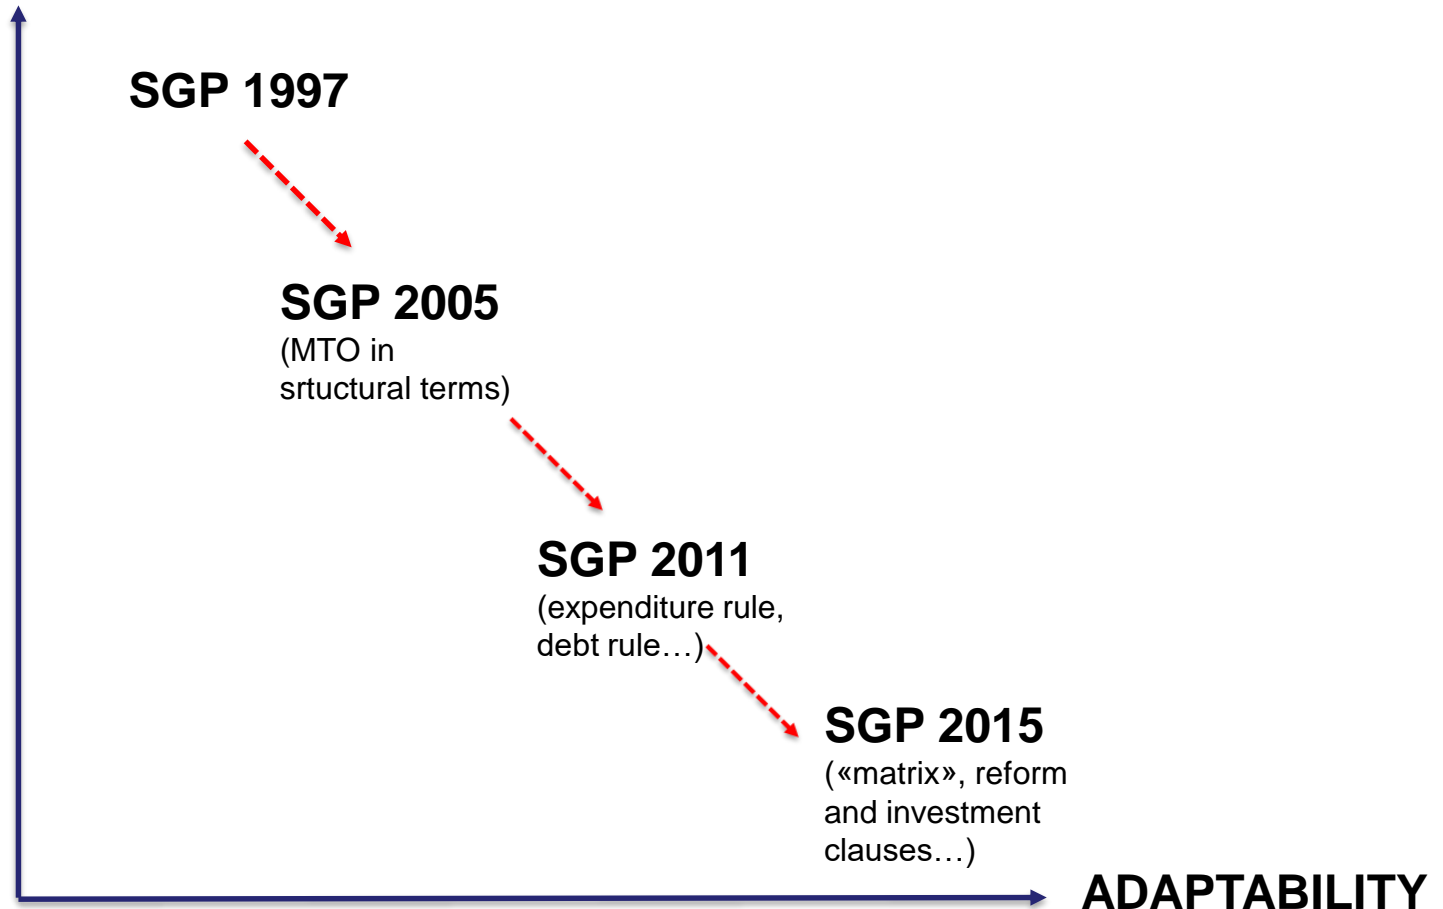 SGP 1997
SGP 2005
(MTO in
srtuctural terms)
SGP 2011
(expenditure rule,
debt rule…)
SGP 2015
(«matrix», reform
and investment
clauses…)
ADAPTABILITY